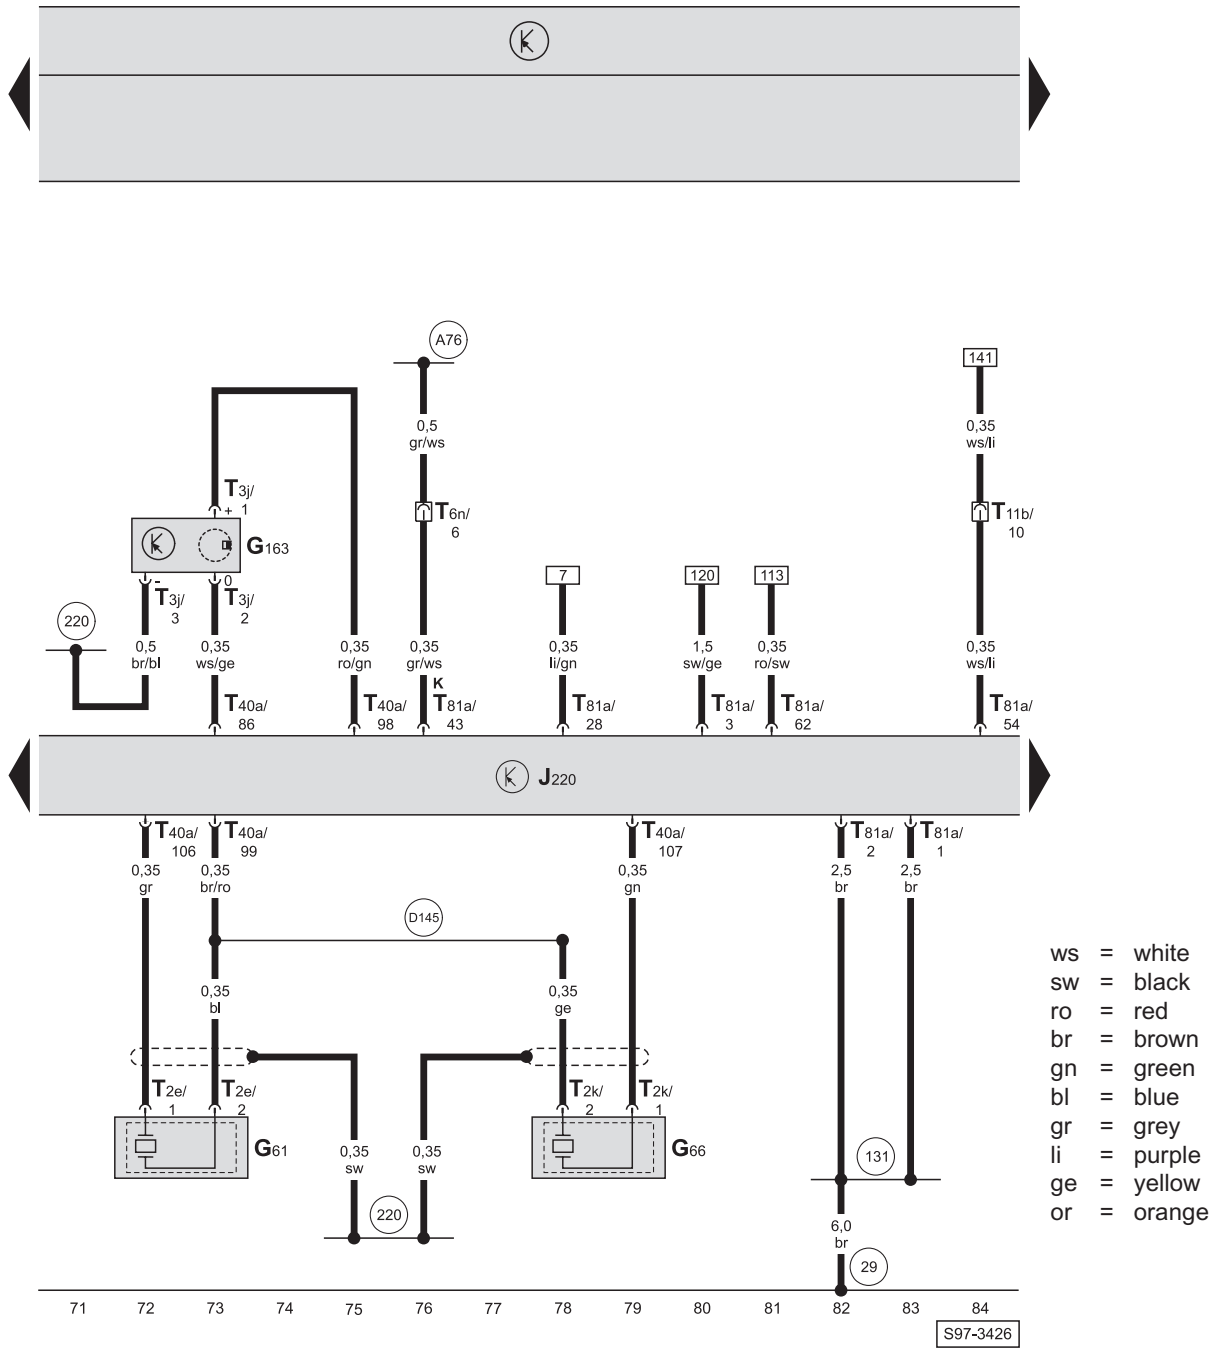 A76
141
0,5
gr/ws
0,35
ws/li
T3j/
+ 1
T6n/
6
T11b/
10
G163
7
120
113
- 0
T3j/
3
T3j/
2
220
0,5
br/bl
0,35
ws/ge
0,35
ro/gn
0,35
gr/ws
0,35
li/gn
1,5
sw/ge
0,35
ro/sw
0,35
ws/li
K
T40a/
86
T40a/
98
T81a/
43
T81a/
28
T81a/
3
T81a/
62
T81a/
54
J220
T40a/
106
T40a/
99
T40a/
107
T81a/
2
T81a/
1
0,35
gr
0,35
br/ro
0,35
gn
2,5
br
2,5
br
D145
0,35
bl
0,35
ge
T2e/
1
T2e/
2
T2k/
2
T2k/
1
G61
G66
0,35
sw
0,35
sw
131
220
6,0
br
29
ws = white
sw = black
ro = red
br = brown
gn = green
bl = blue
gr = grey
li = purple
ge = yellow
or = orange
71 72 73 74 75 76 77 78 79 80 81 82 83 84
S97-3426